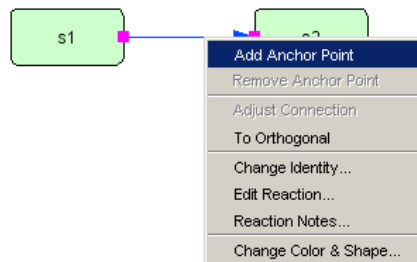 s1
s2
Add Anchor Point
Remove Anchor Point
Adjust Connection
To Orthogonal
Change Identity...
Edit Reaction...
Reaction Notes...
Change Color & Shape...